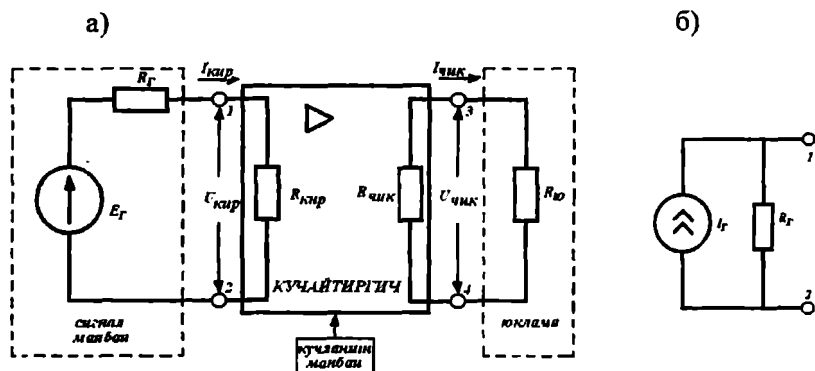 а)
б)
R_Г
I_кир
1
I_чик
3
E_Г
U_кир
R_кир
R_чик
U_чик
R_ю
I_Г
R_Г
1
2
КУЧАЙТИРГИЧ
4
2
сигнал
манбаи
юклама
кучланиш
манбаи